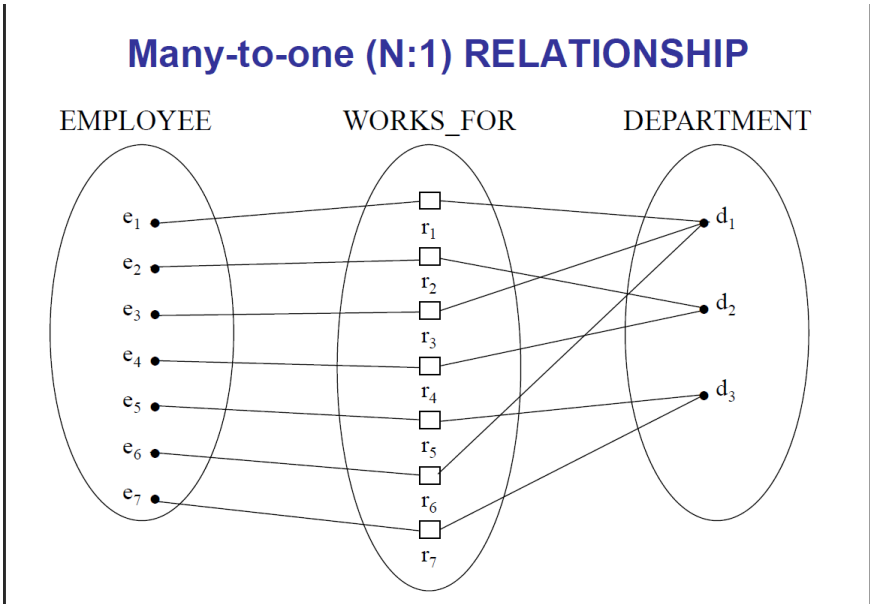 Many-to-one (N:1) RELATIONSHIP
EMPLOYEE WORKS_FOR DEPARTMENT
e₁
r₁
d₁
e₂
r₂
d₂
e₃
r₃
d₃
e₄
r₄
e₅
r₅
e₆
r₆
e₇
r₇